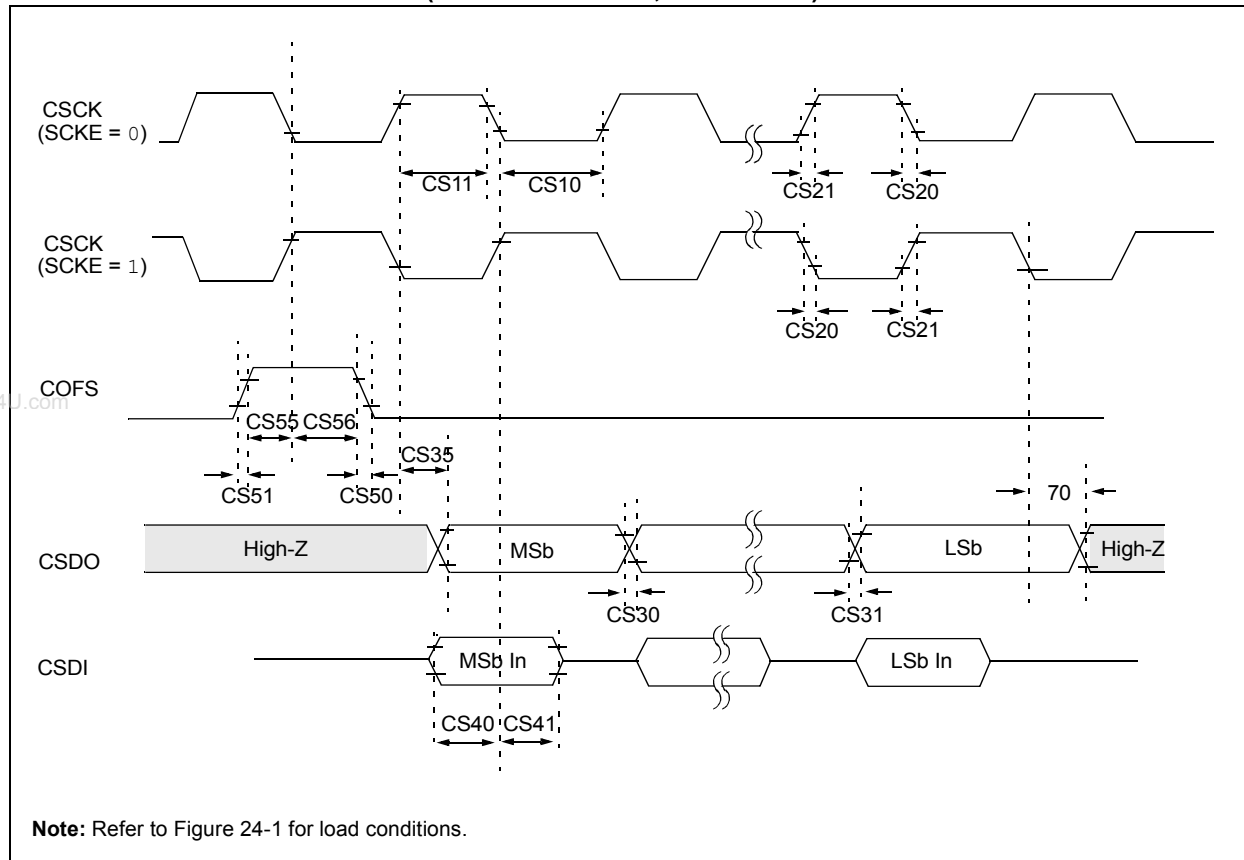 CSCK
(SCKE = 0)
CS11
CS10
CS21
CS20
CSCK
(SCKE = 1)
CS20
CS21
COFS
4U.com
CS55
CS56
CS35
CS51
CS50
70
CSDO
High-Z
MSb
LSb
High-Z
CS30
CS31
CSDI
MSb In
LSb In
CS40
CS41
Note: Refer to Figure 24-1 for load conditions.